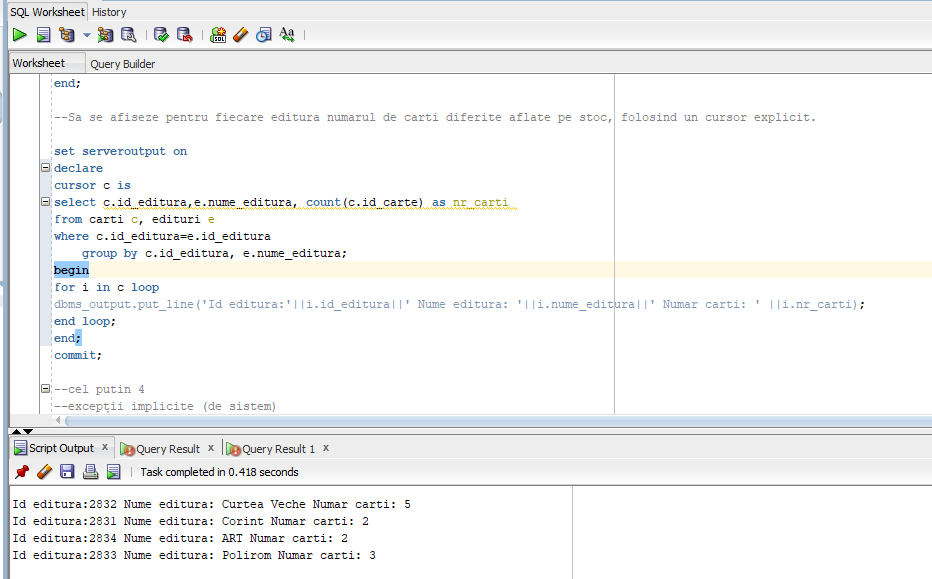 SQL Worksheet History
Worksheet Query Builder
end;
--Sa se afiseze pentru fiecare editura numarul de carti diferite aflate pe stoc, folosind un cursor explicit.
set serveroutput on
declare
cursor c is
select c.id_editura,e.nume_editura, count(c.id_carte) as nr_carti
from carti c, edituri e
where c.id_editura=e.id_editura
group by c.id_editura, e.nume_editura;
begin
for i in c loop
dbms_output.put_line('Id editura:'||i.id_editura||' Nume editura: '||i.nume_editura||' Numar carti: ' ||i.nr_carti);
end loop;
end;
commit;
--cel putin 4
--excepții implicite (de sistem)
Script Output x Query Result x Query Result 1 x
Task completed in 0.418 seconds
Id editura:2832 Nume editura: Curtea Veche Numar carti: 5
Id editura:2831 Nume editura: Corint Numar carti: 2
Id editura:2834 Nume editura: ART Numar carti: 2
Id editura:2833 Nume editura: Polirom Numar carti: 3